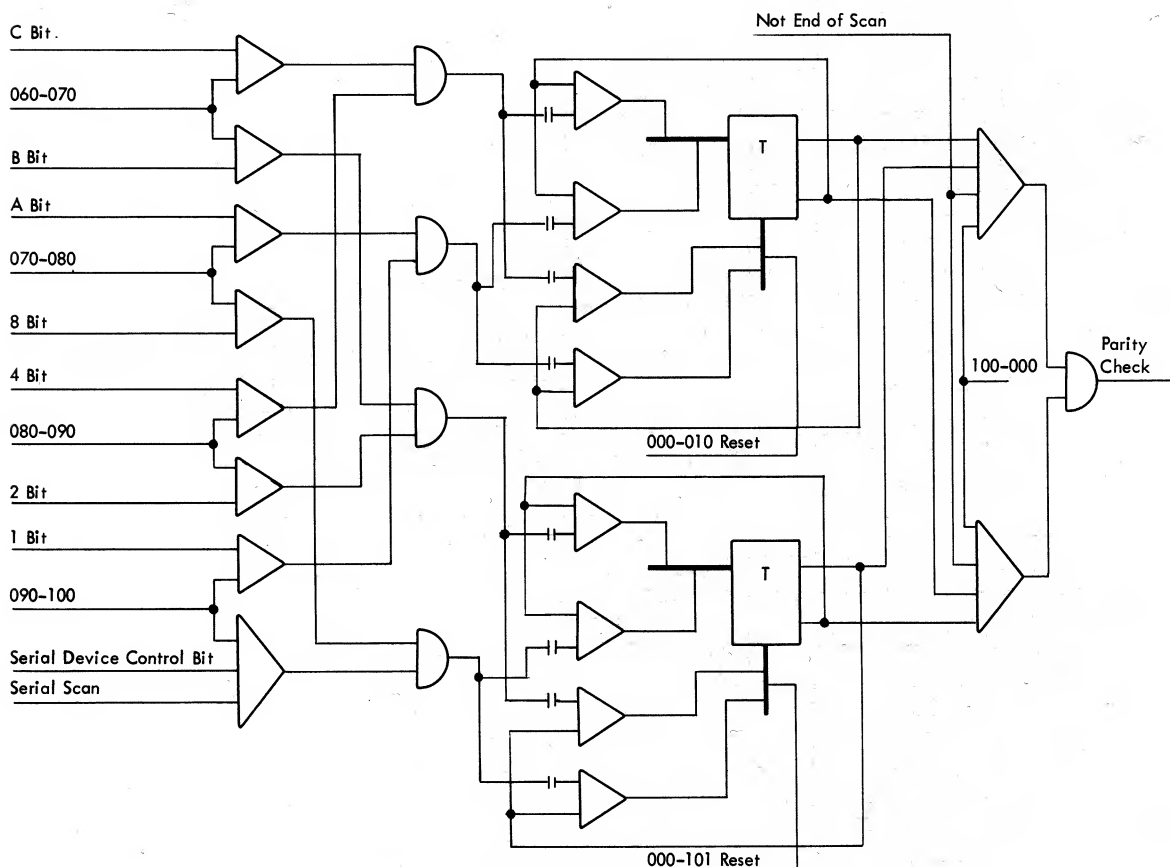 Not End of Scan
C Bit.
060-070
B Bit
A Bit
070-080
8 Bit
4 Bit
080-090
2 Bit
1 Bit
090-100
Serial Device Control Bit
Serial Scan
T
000-010 Reset
T
000-101 Reset
100-000
Parity
Check